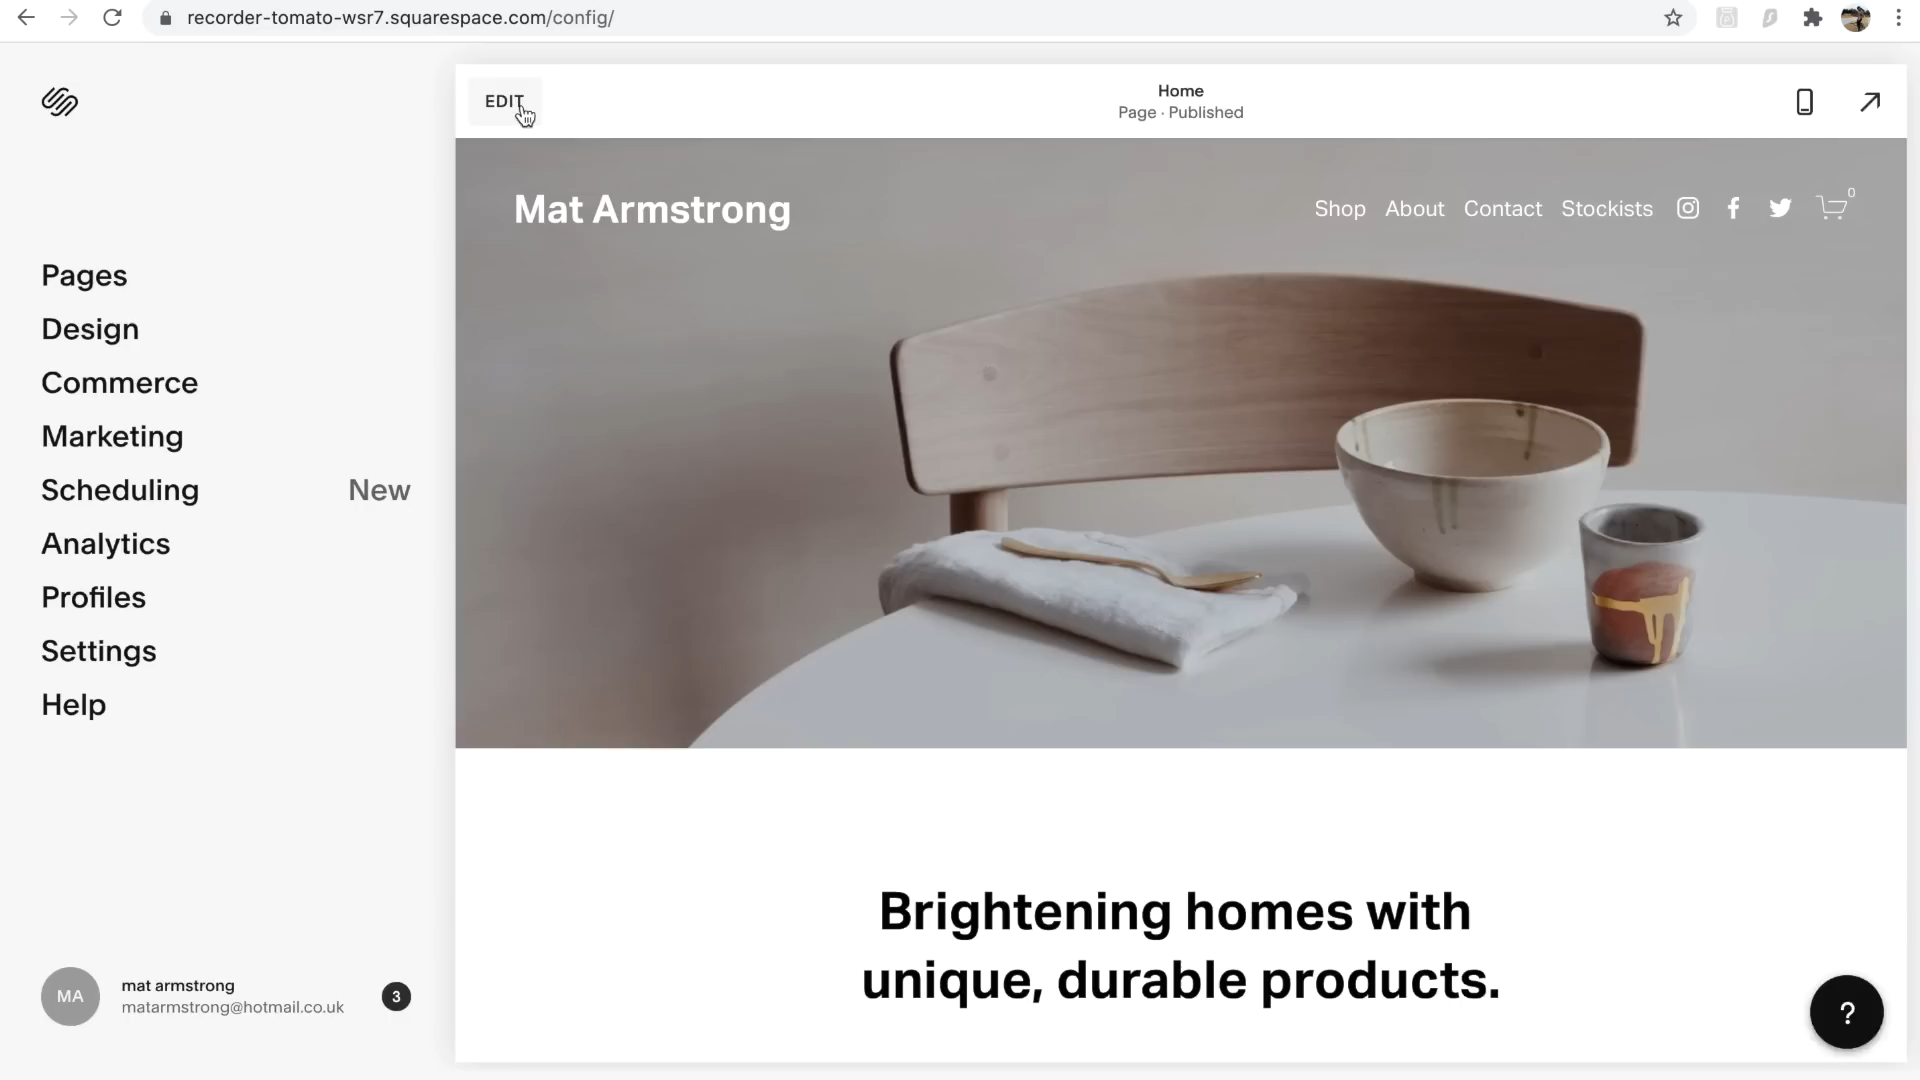 recorder-tomato-wsr7.squarespace.com/config/
EDIT
Home
Page · Published
Mat Armstrong
Shop About Contact Stockists
0
Pages
Design
Commerce
Marketing
Scheduling New
Analytics
Profiles
Settings
Help
Brightening homes with
unique, durable products.
MA
mat armstrong
matarmstrong@hotmail.co.uk
3
?